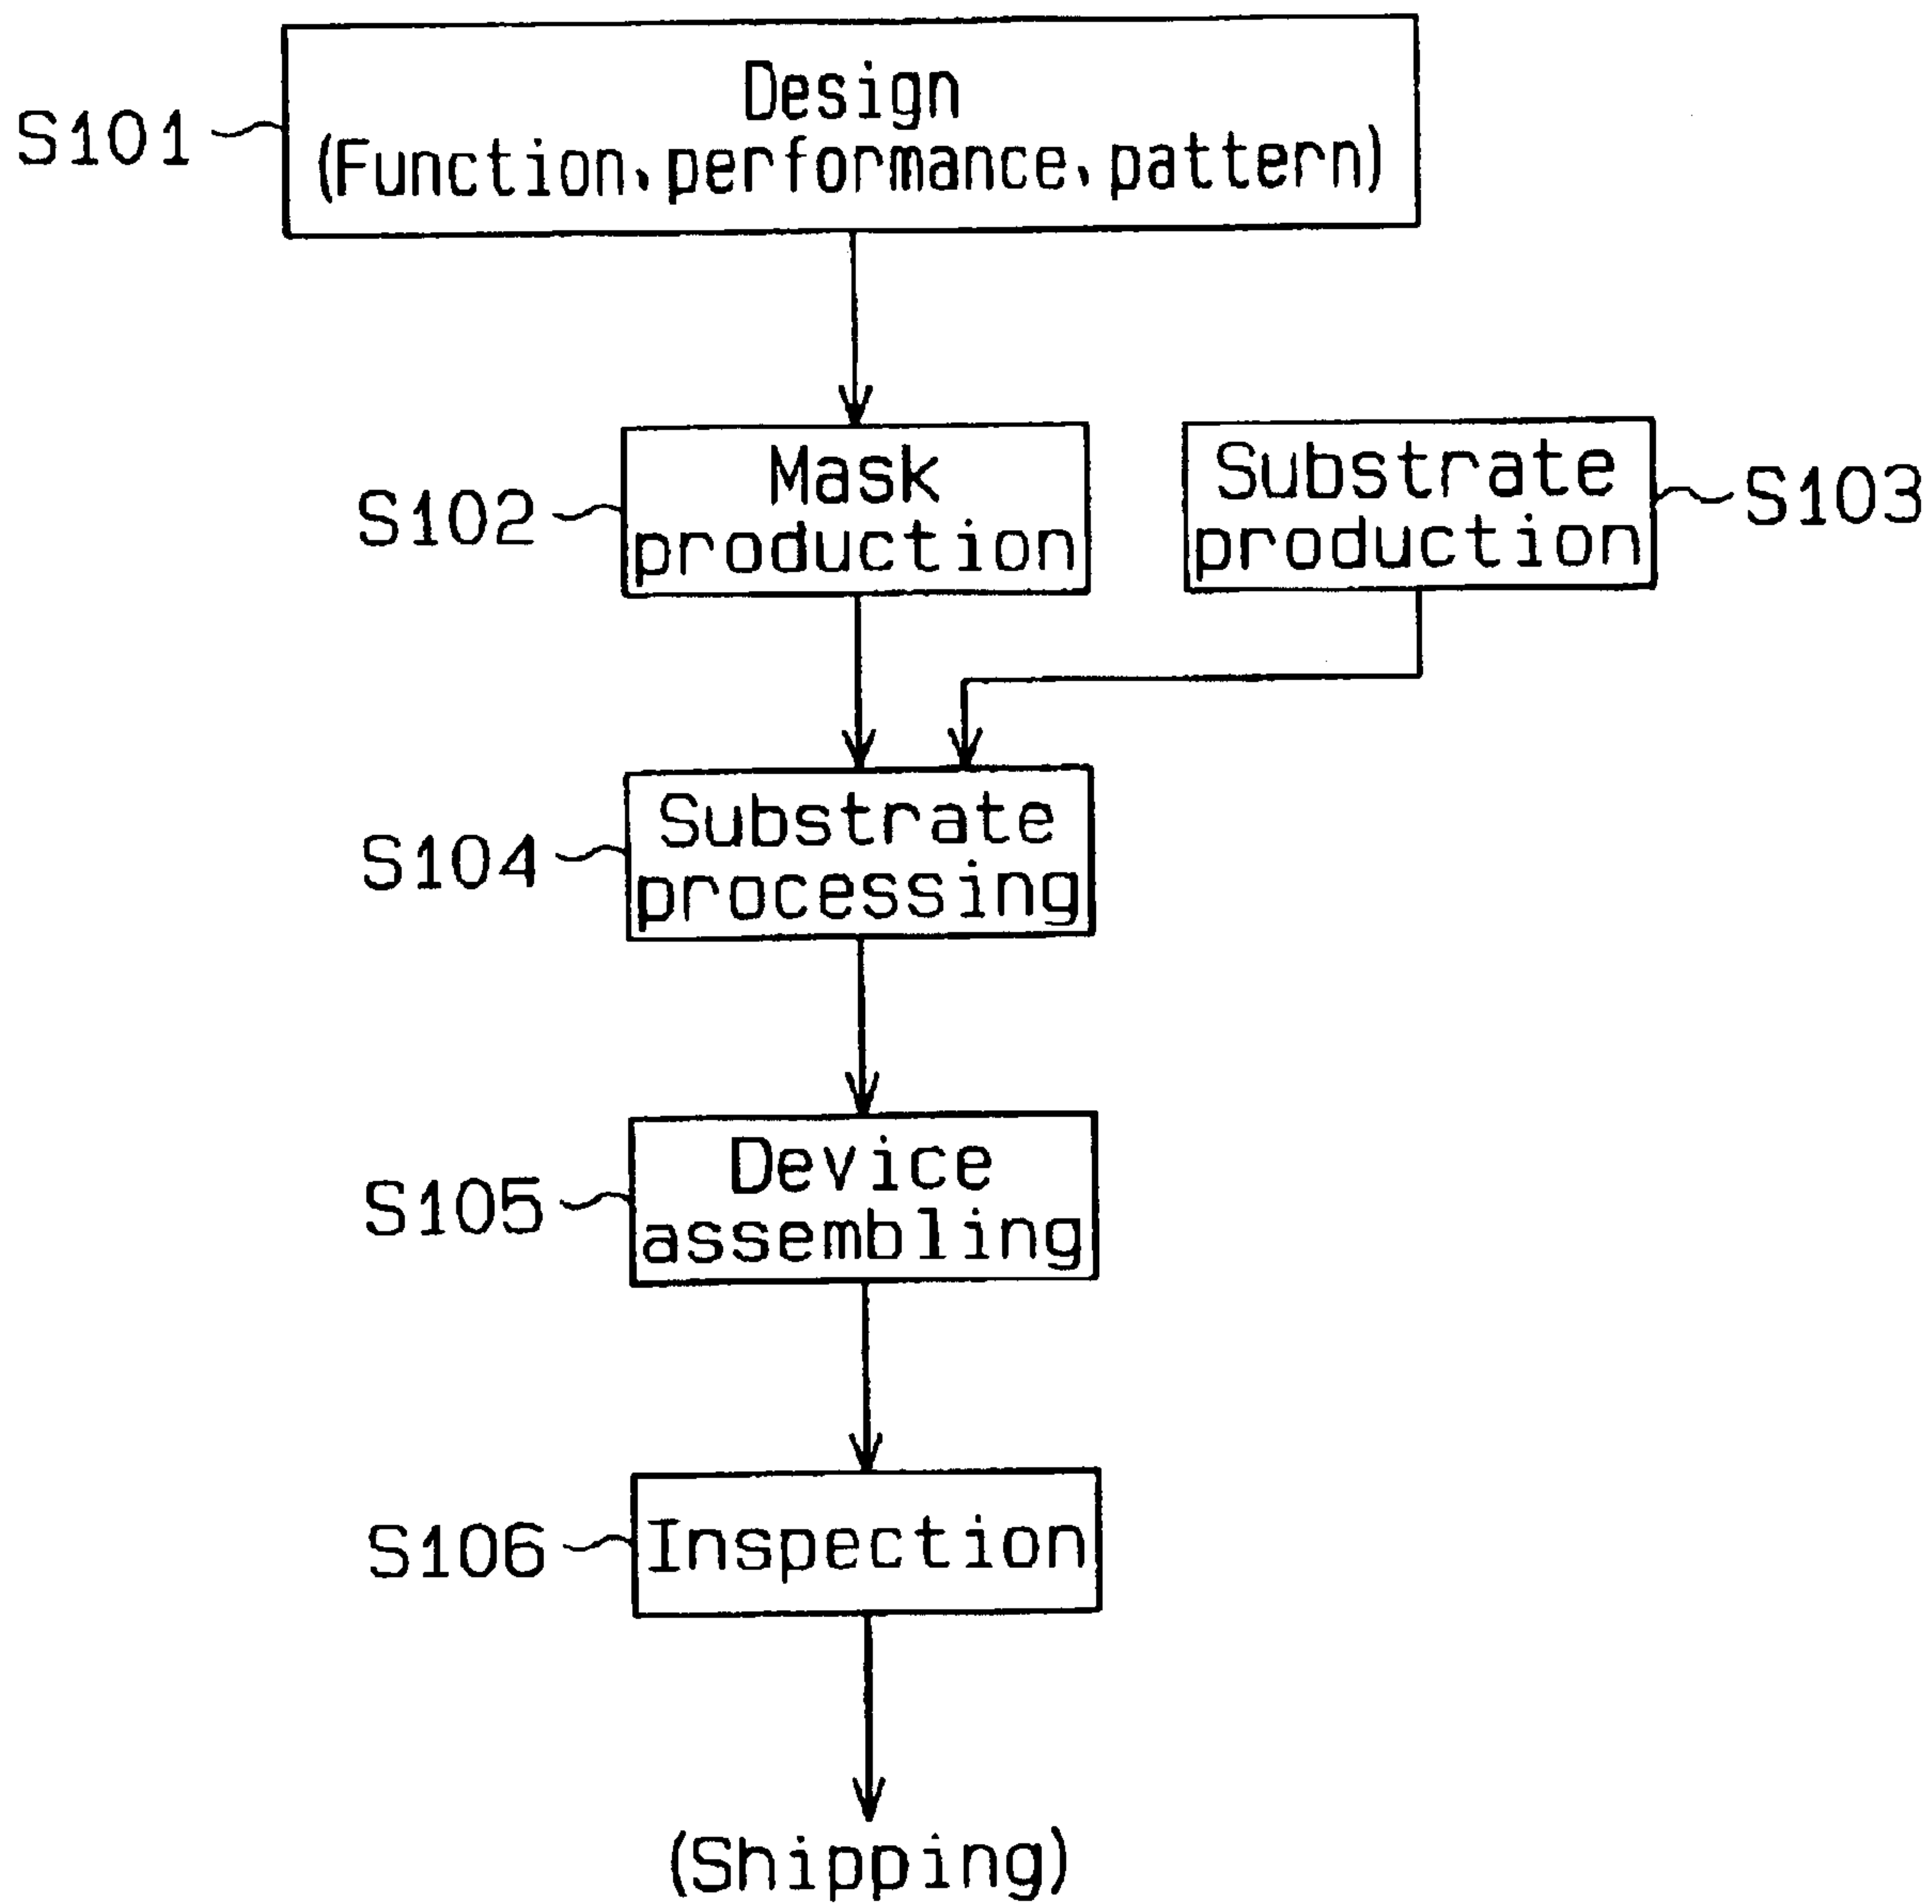 Design
S101
(Function, performance, pattern)
Mask
production
S102
Substrate
production
S103
Substrate
processing
S104
Device
assembling
S105
Inspection
S106
(Shipping)